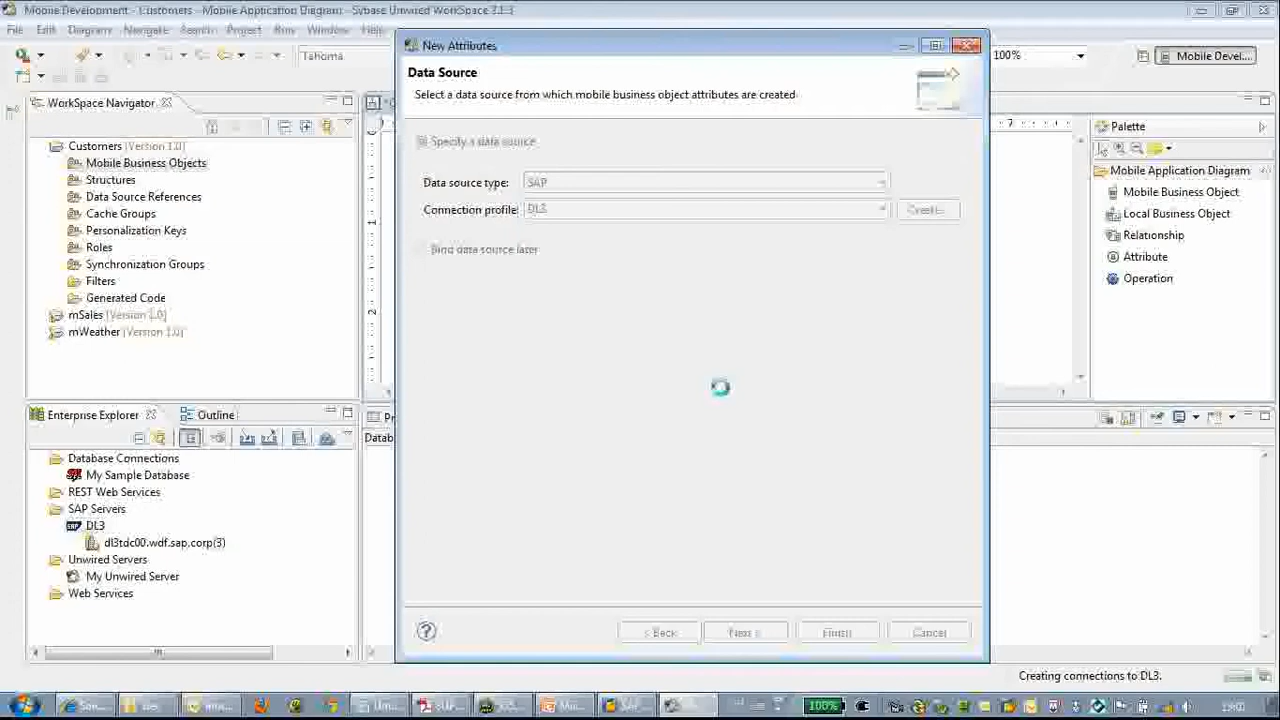 Mobile Development - Customers - Mobile Application Diagram - Sybase Unwired WorkSpace 2.1.3
File Edit Diagram Navigate Search Project Run Window Help
Tahoma
100%
Mobile Devel...
New Attributes
Data Source
Select a data source from which mobile business object attributes are created
Specify a data source
Data source type: SAP
Connection profile: DL3 Create...
Bind data source later
< Back Next > Finish Cancel
WorkSpace Navigator
Customers (Version 1.0)
Mobile Business Objects
Structures
Data Source References
Cache Groups
Personalization Keys
Roles
Synchronization Groups
Filters
Generated Code
mSales (Version 1.0)
mWeather (Version 1.0)
Enterprise Explorer Outline
Database Connections
My Sample Database
REST Web Services
SAP Servers
DL3
dl3tdc00.wdf.sap.corp(3)
Unwired Servers
My Unwired Server
Web Services
Datab
7
1
2
Palette
Mobile Application Diagram
Mobile Business Object
Local Business Object
Relationship
Attribute
Operation
Creating connections to DL3.
100%